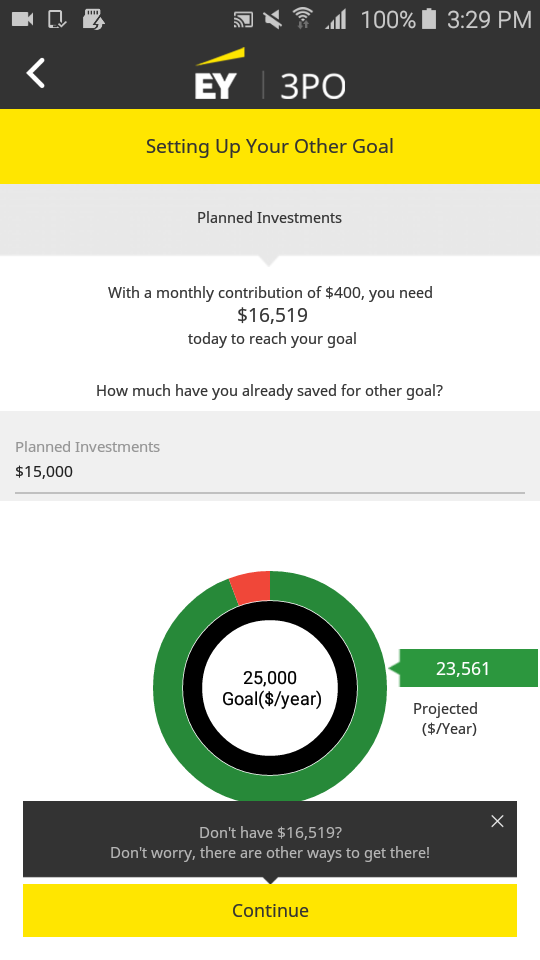 100% 3:29 PM
EY | 3PO
Setting Up Your Other Goal
Planned Investments
With a monthly contribution of $400, you need
$16,519
today to reach your goal
How much have you already saved for other goal?
Planned Investments
$15,000
25,000
Goal($/year)
23,561
Projected
($/Year)
Don't have $16,519?
Don't worry, there are other ways to get there!
Continue